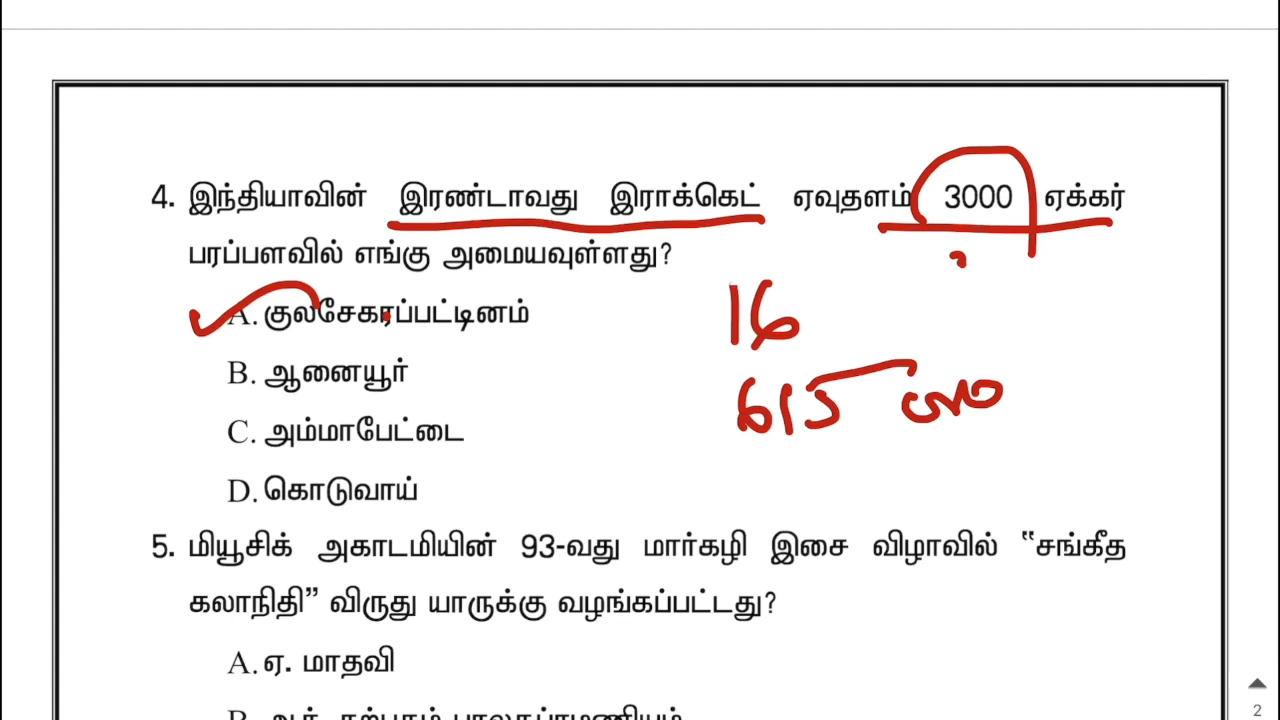 4. இந்தியாவின் இரண்டாவது இராக்கெட் ஏவுதளம் 3000 ஏக்கர்
பரப்பளவில் எங்கு அமையவுள்ளது?
A. குலசேகரப்பட்டினம்
16
B. ஆனையூர்
615
C. அம்மாபேட்டை
D. கொடுவாய்
5. மியூசிக் அகாடமியின் 93-வது மார்கழி இசை விழாவில் “சங்கீத
கலாநிதி” விருது யாருக்கு வழங்கப்பட்டது?
A. ஏ. மாதவி
2